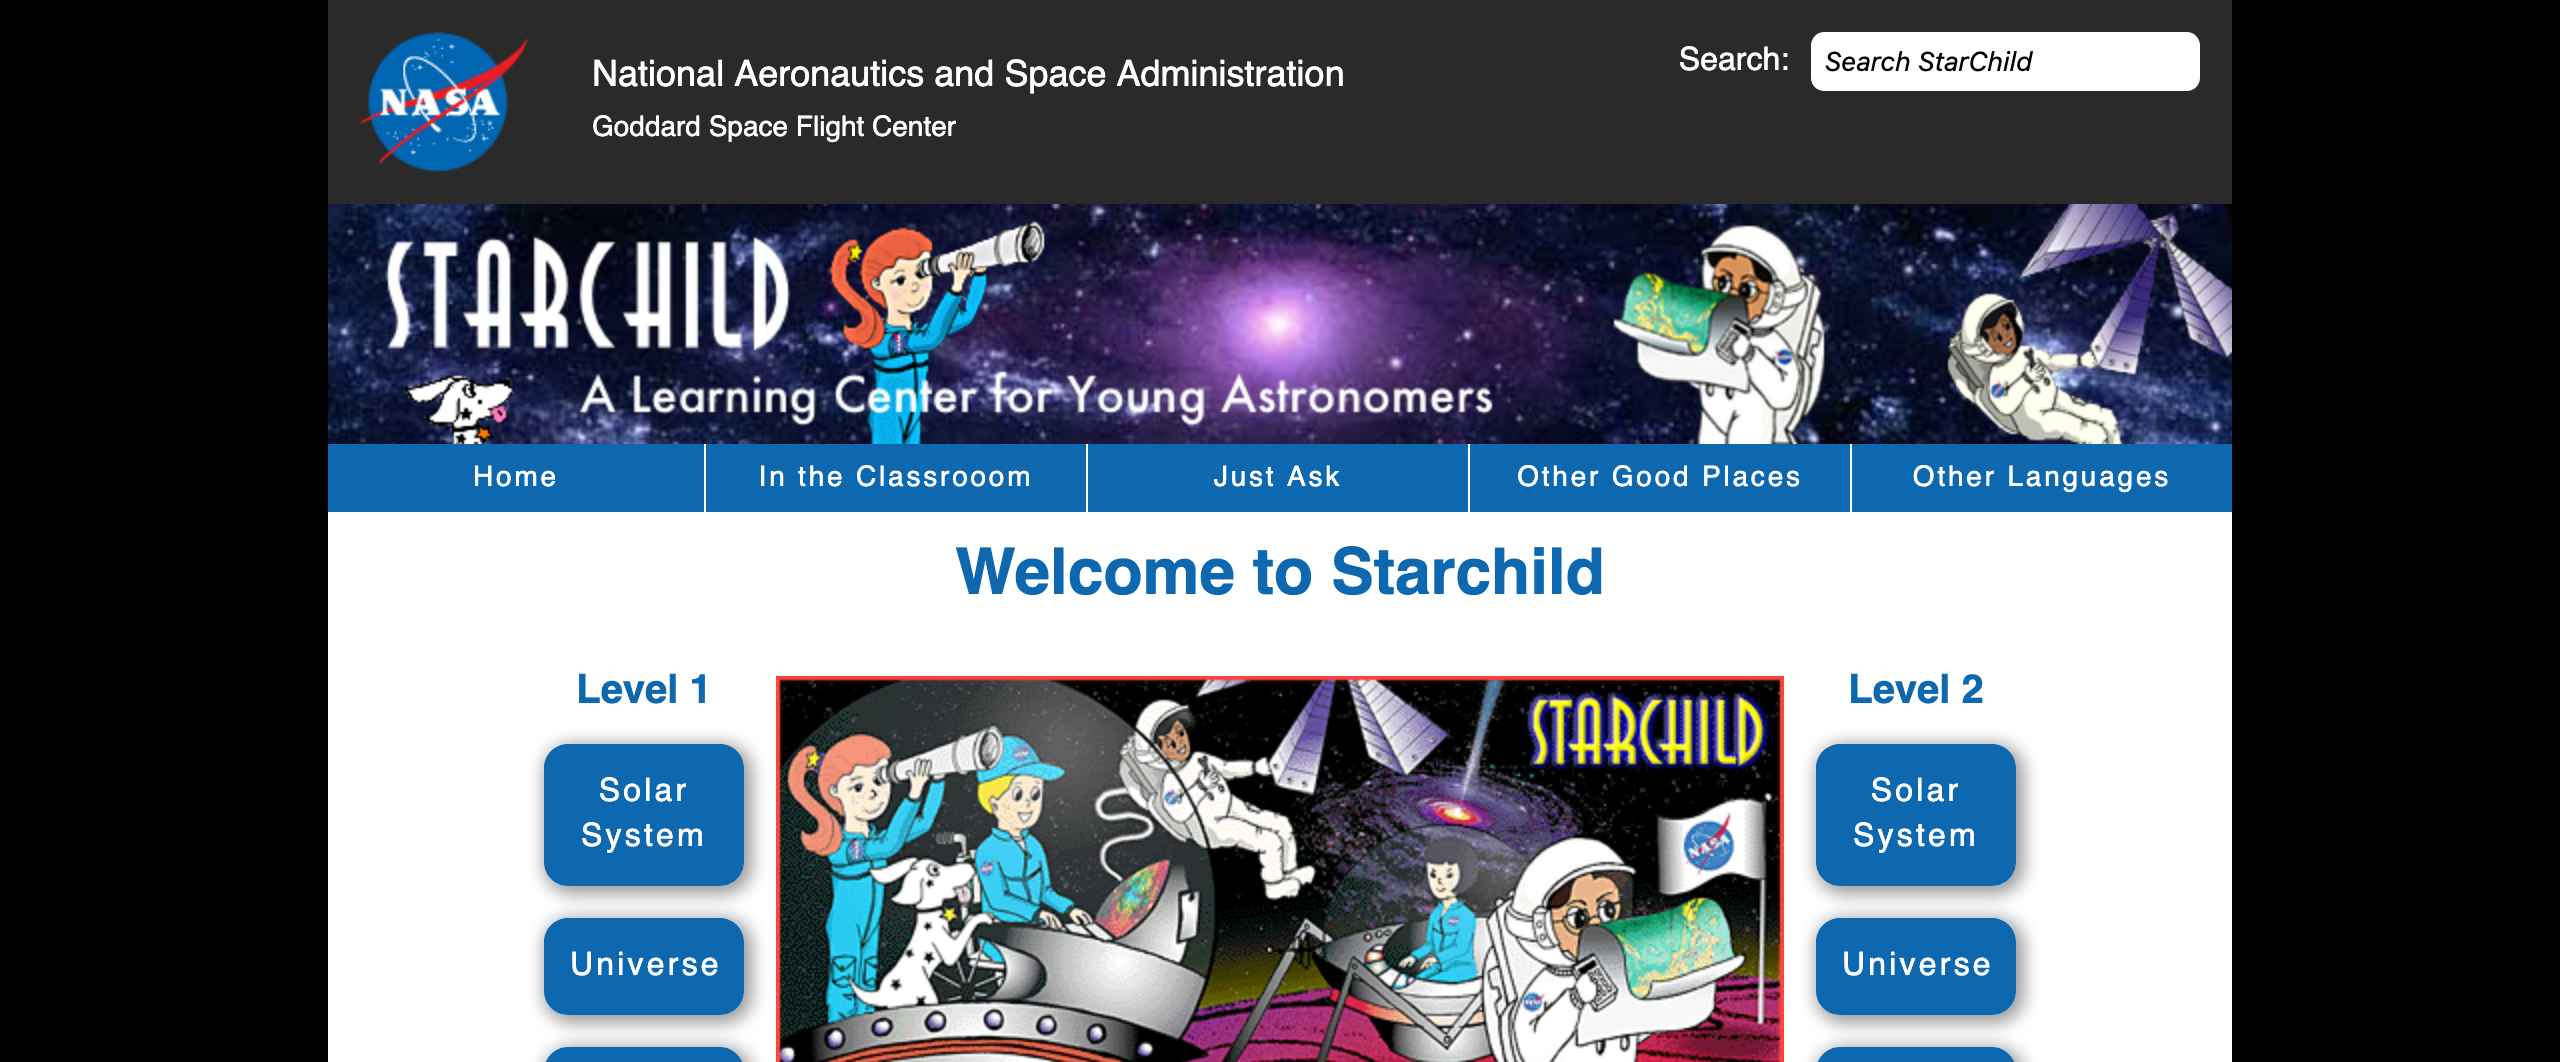 NASA
National Aeronautics and Space Administration
Goddard Space Flight Center
Search:
Search StarChild
STARCHILD
A Learning Center for Young Astronomers
Home
In the Classrooom
Just Ask
Other Good Places
Other Languages
Welcome to Starchild
Level 1
Solar
System
Universe
STARCHILD
NASA
Level 2
Solar
System
Universe